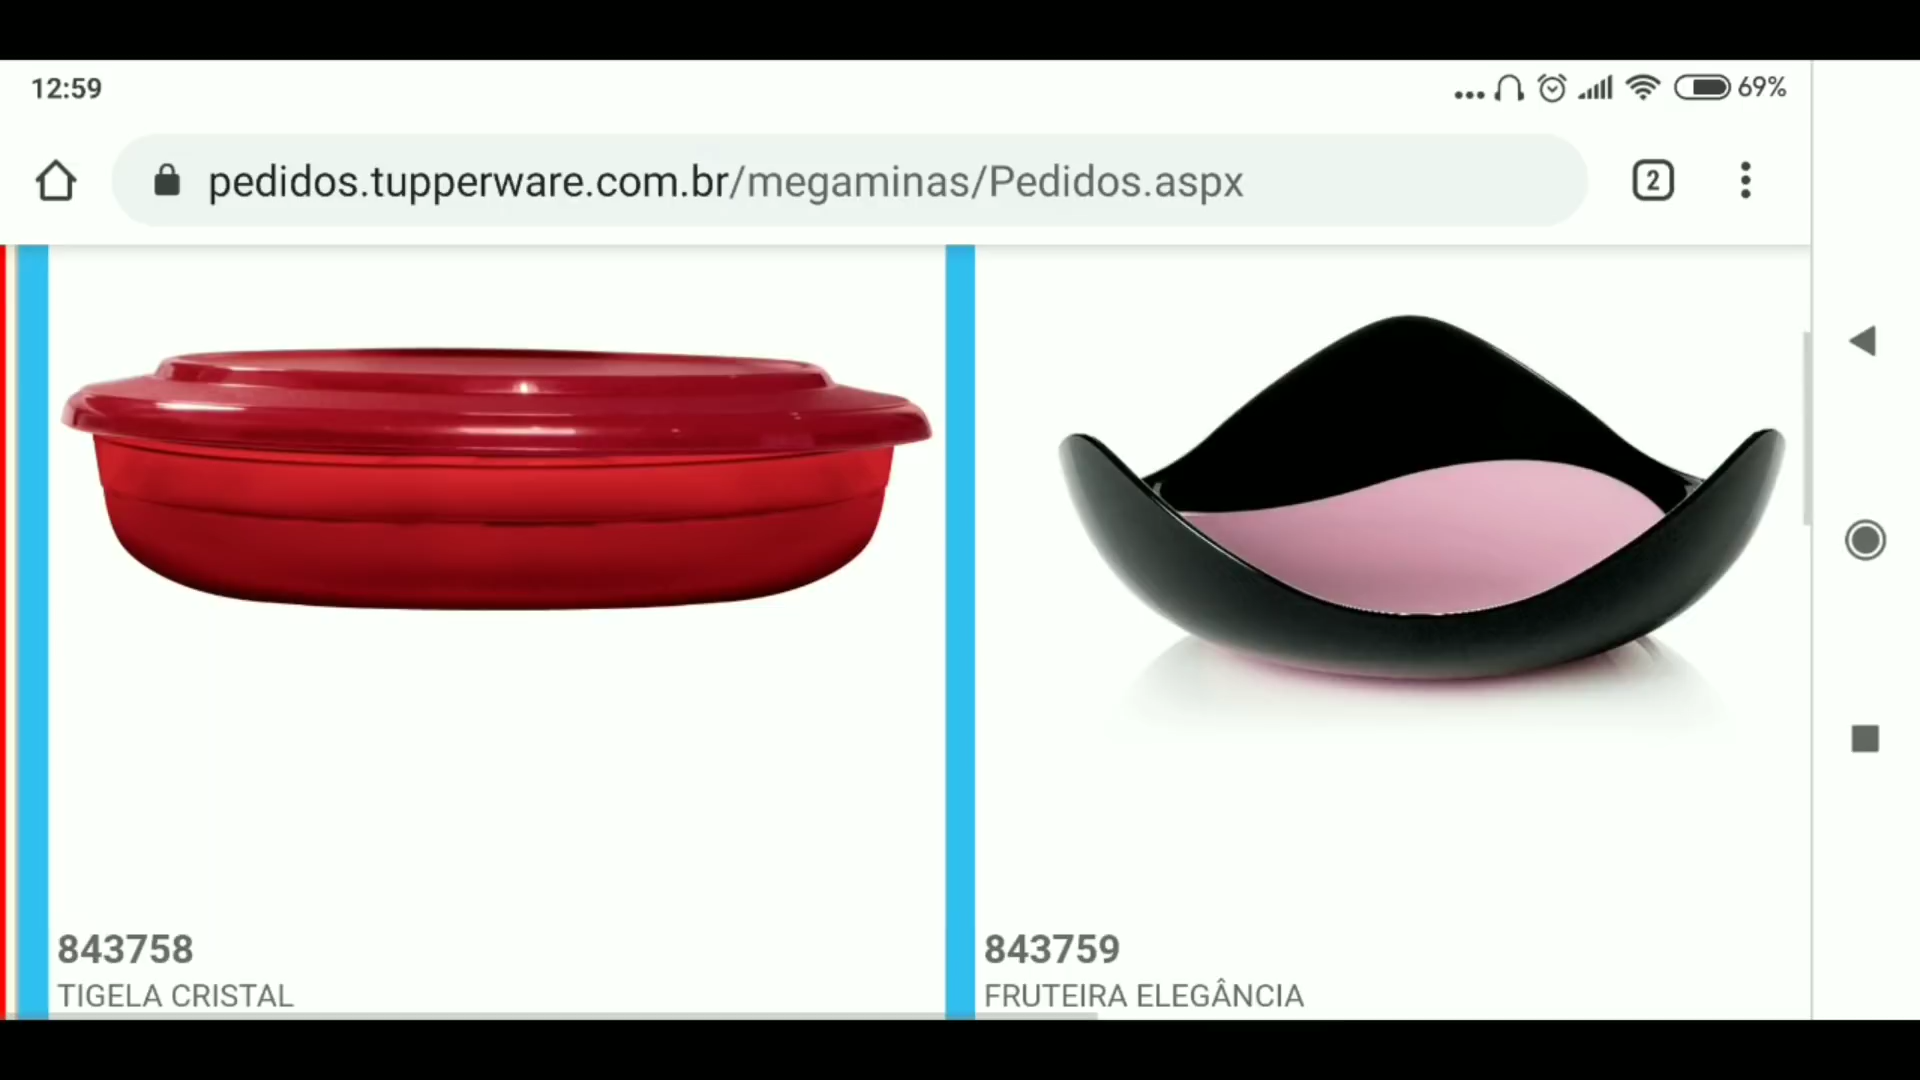 12:59
69%
pedidos.tupperware.com.br/megaminas/Pedidos.aspx
2
843758
TIGELA CRISTAL
843759
FRUTEIRA ELEGÂNCIA